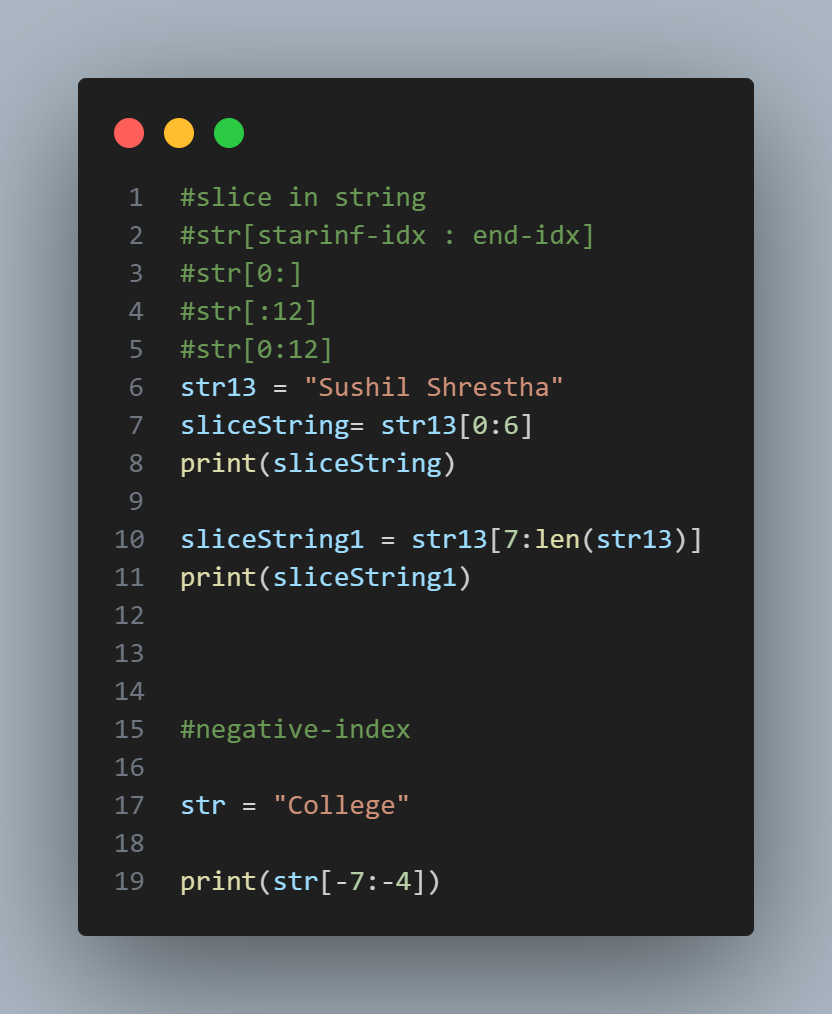 1 #slice in string
2 #str[starinf-idx : end-idx]
3 #str[0:]
4 #str[:12]
5 #str[0:12]
6 str13 = "Sushil Shrestha"
7 sliceString= str13[0:6]
8 print(sliceString)
9
10 sliceString1 = str13[7:len(str13)]
11 print(sliceString1)
12
13
14
15 #negative-index
16
17 str = "College"
18
19 print(str[-7:-4])